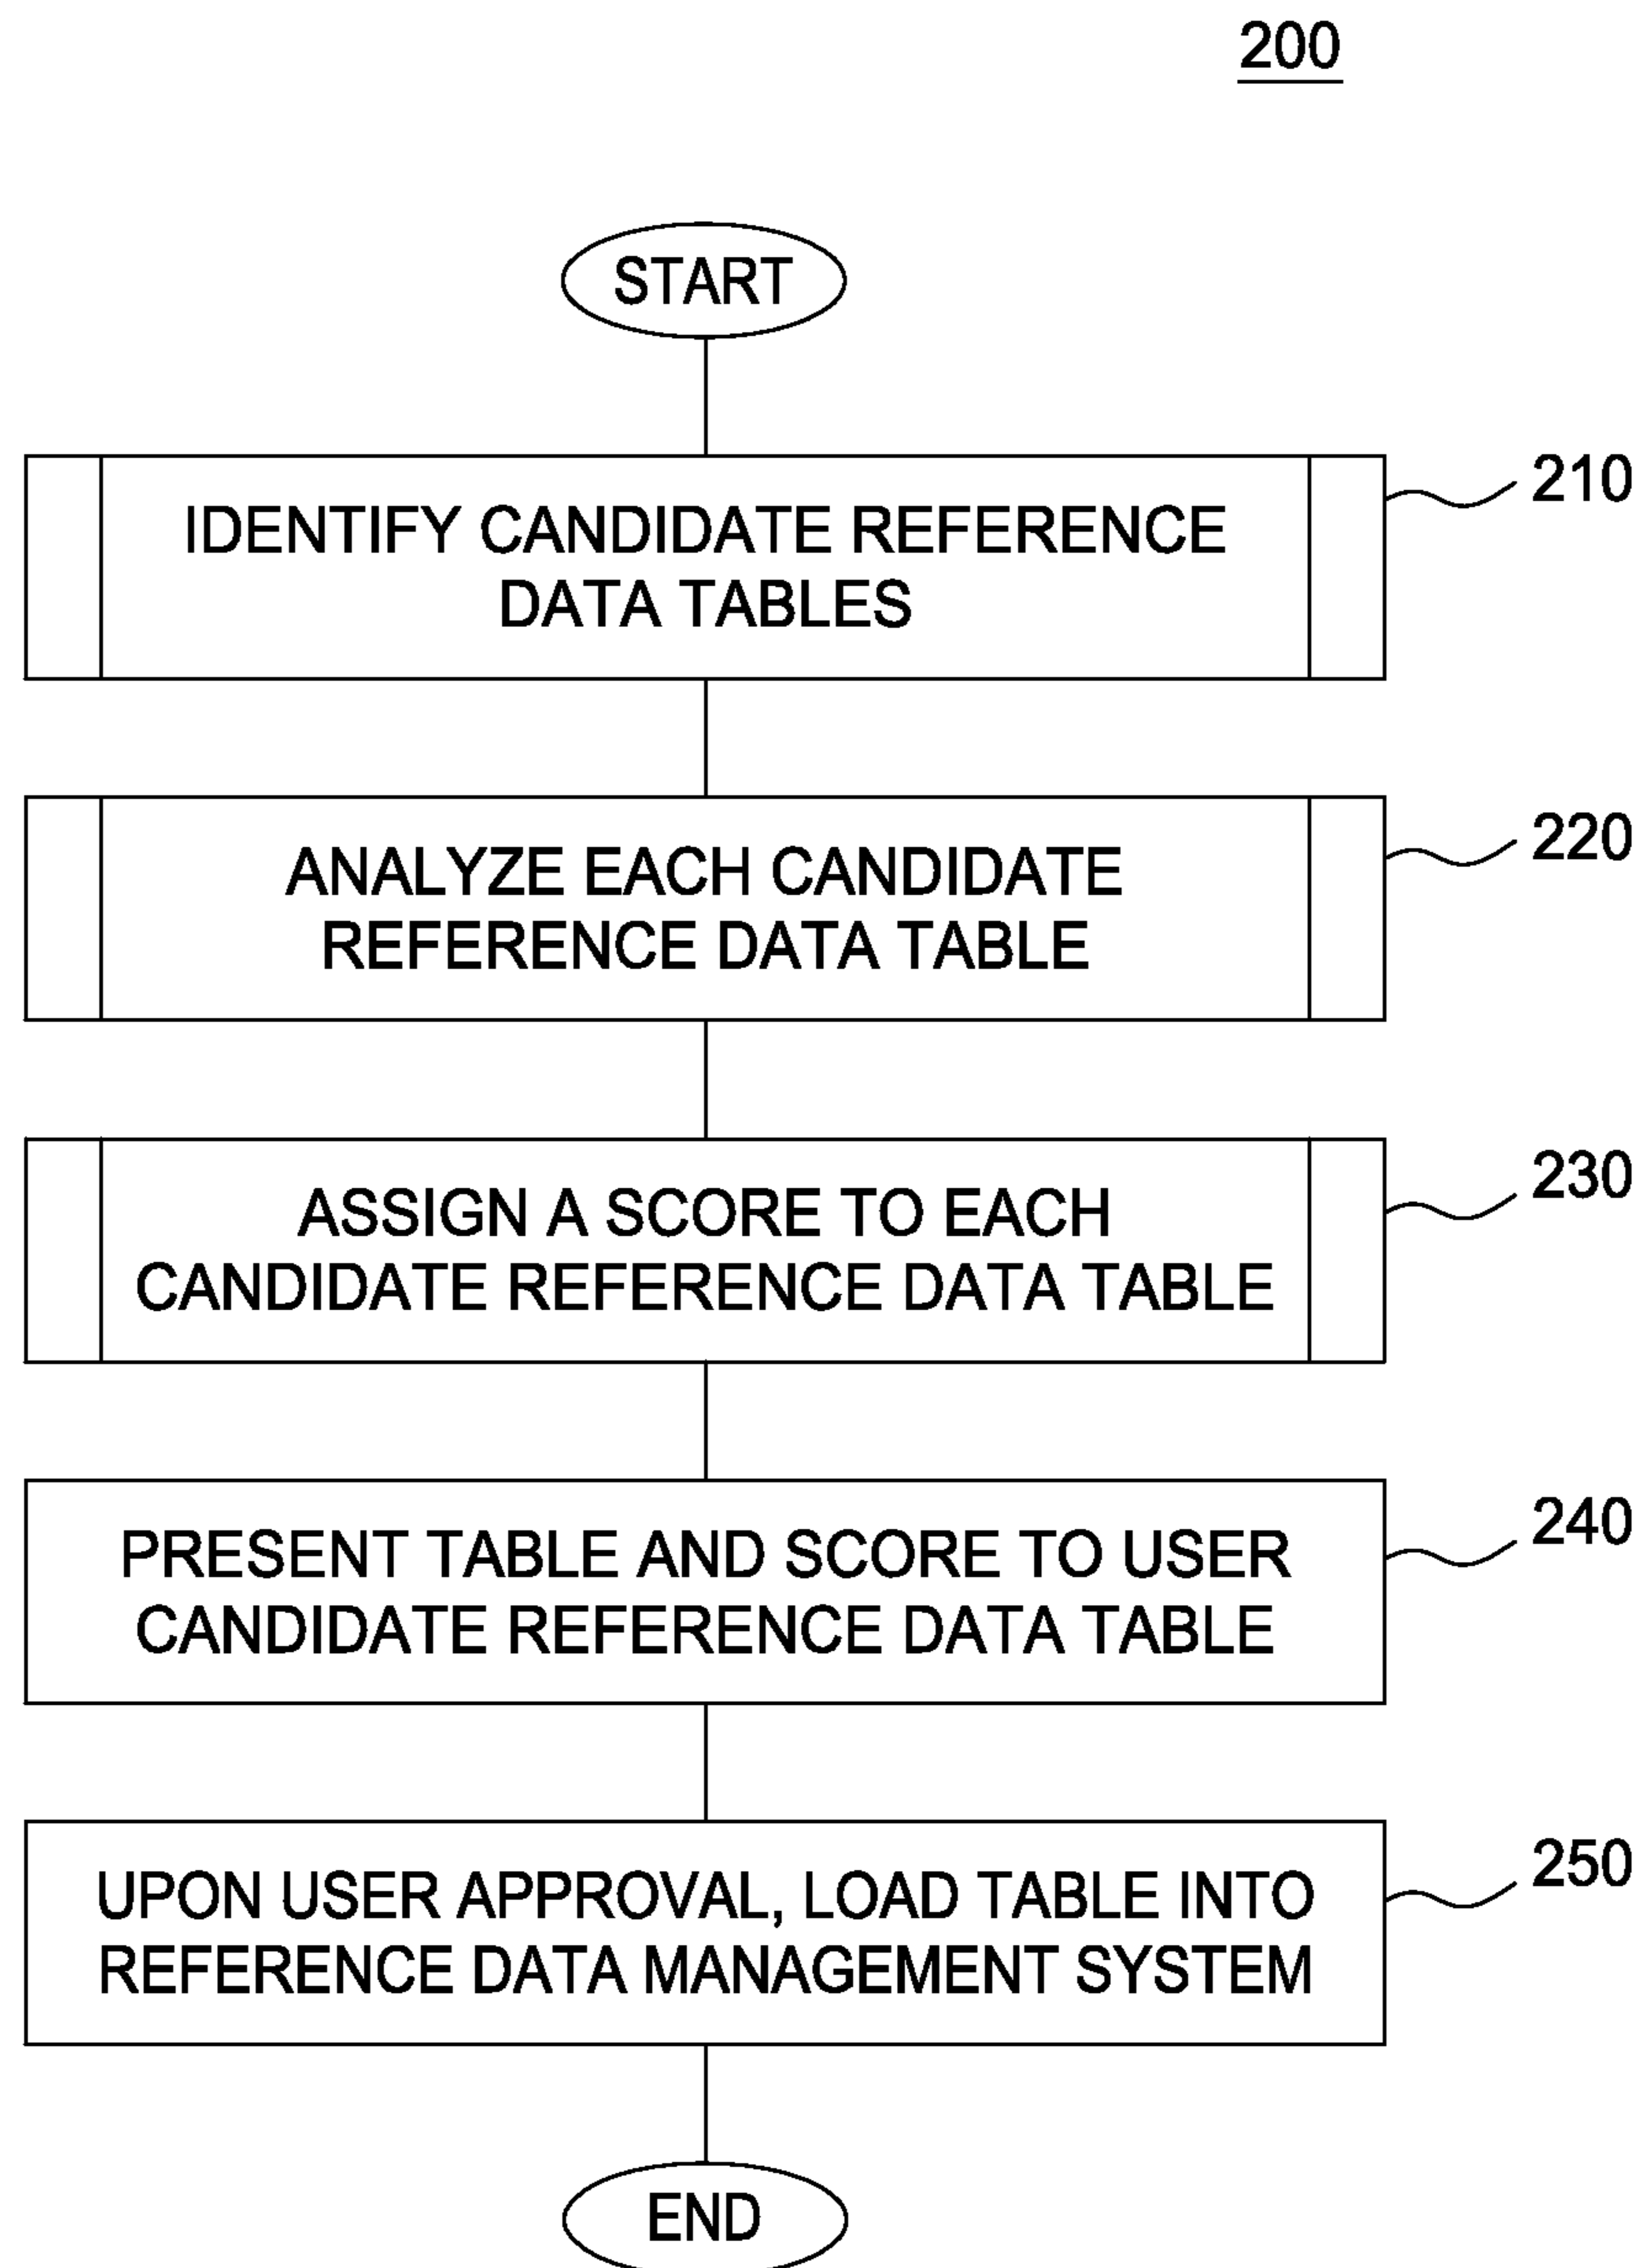 200
START
IDENTIFY CANDIDATE REFERENCE
DATA TABLES
210
ANALYZE EACH CANDIDATE
REFERENCE DATA TABLE
220
ASSIGN A SCORE TO EACH
CANDIDATE REFERENCE DATA TABLE
230
PRESENT TABLE AND SCORE TO USER
CANDIDATE REFERENCE DATA TABLE
240
UPON USER APPROVAL, LOAD TABLE INTO
REFERENCE DATA MANAGEMENT SYSTEM
250
END